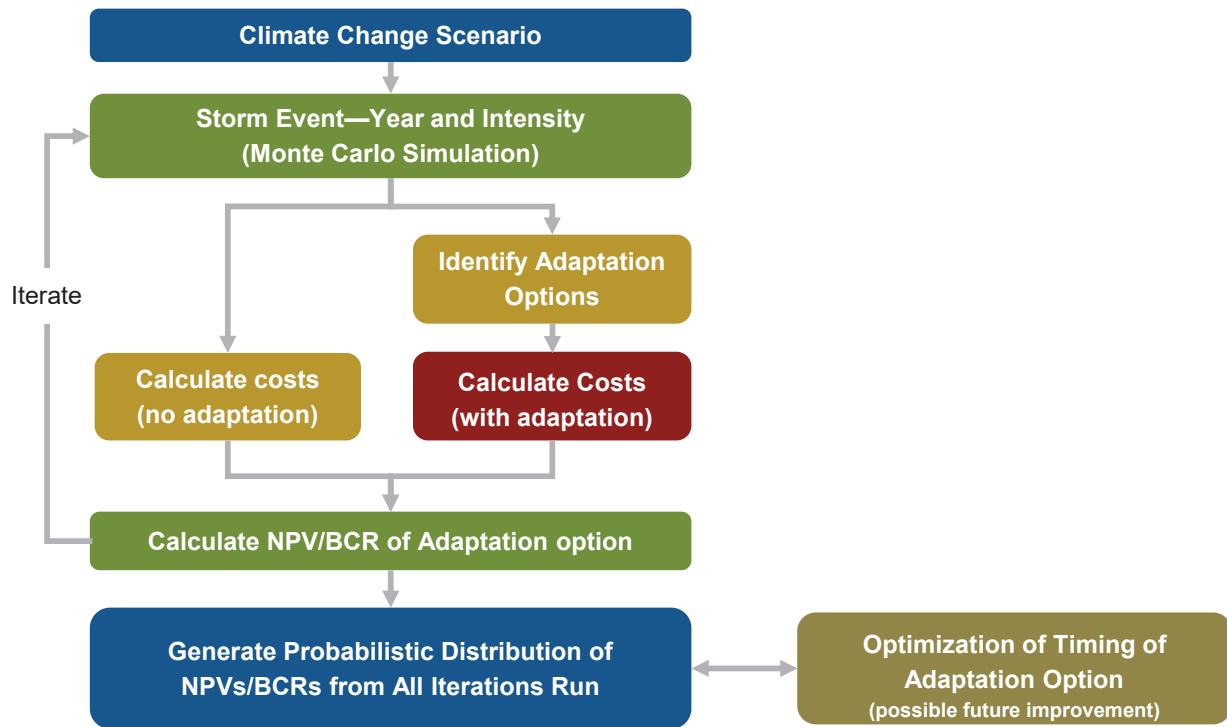 Climate Change Scenario
Storm Event—Year and Intensity
(Monte Carlo Simulation)
Identify Adaptation
Options
Iterate
Calculate costs
(no adaptation)
Calculate Costs
(with adaptation)
Calculate NPV/BCR of Adaptation option
Generate Probabilistic Distribution of
NPVs/BCRs from All Iterations Run
Optimization of Timing of
Adaptation Option
(possible future improvement)